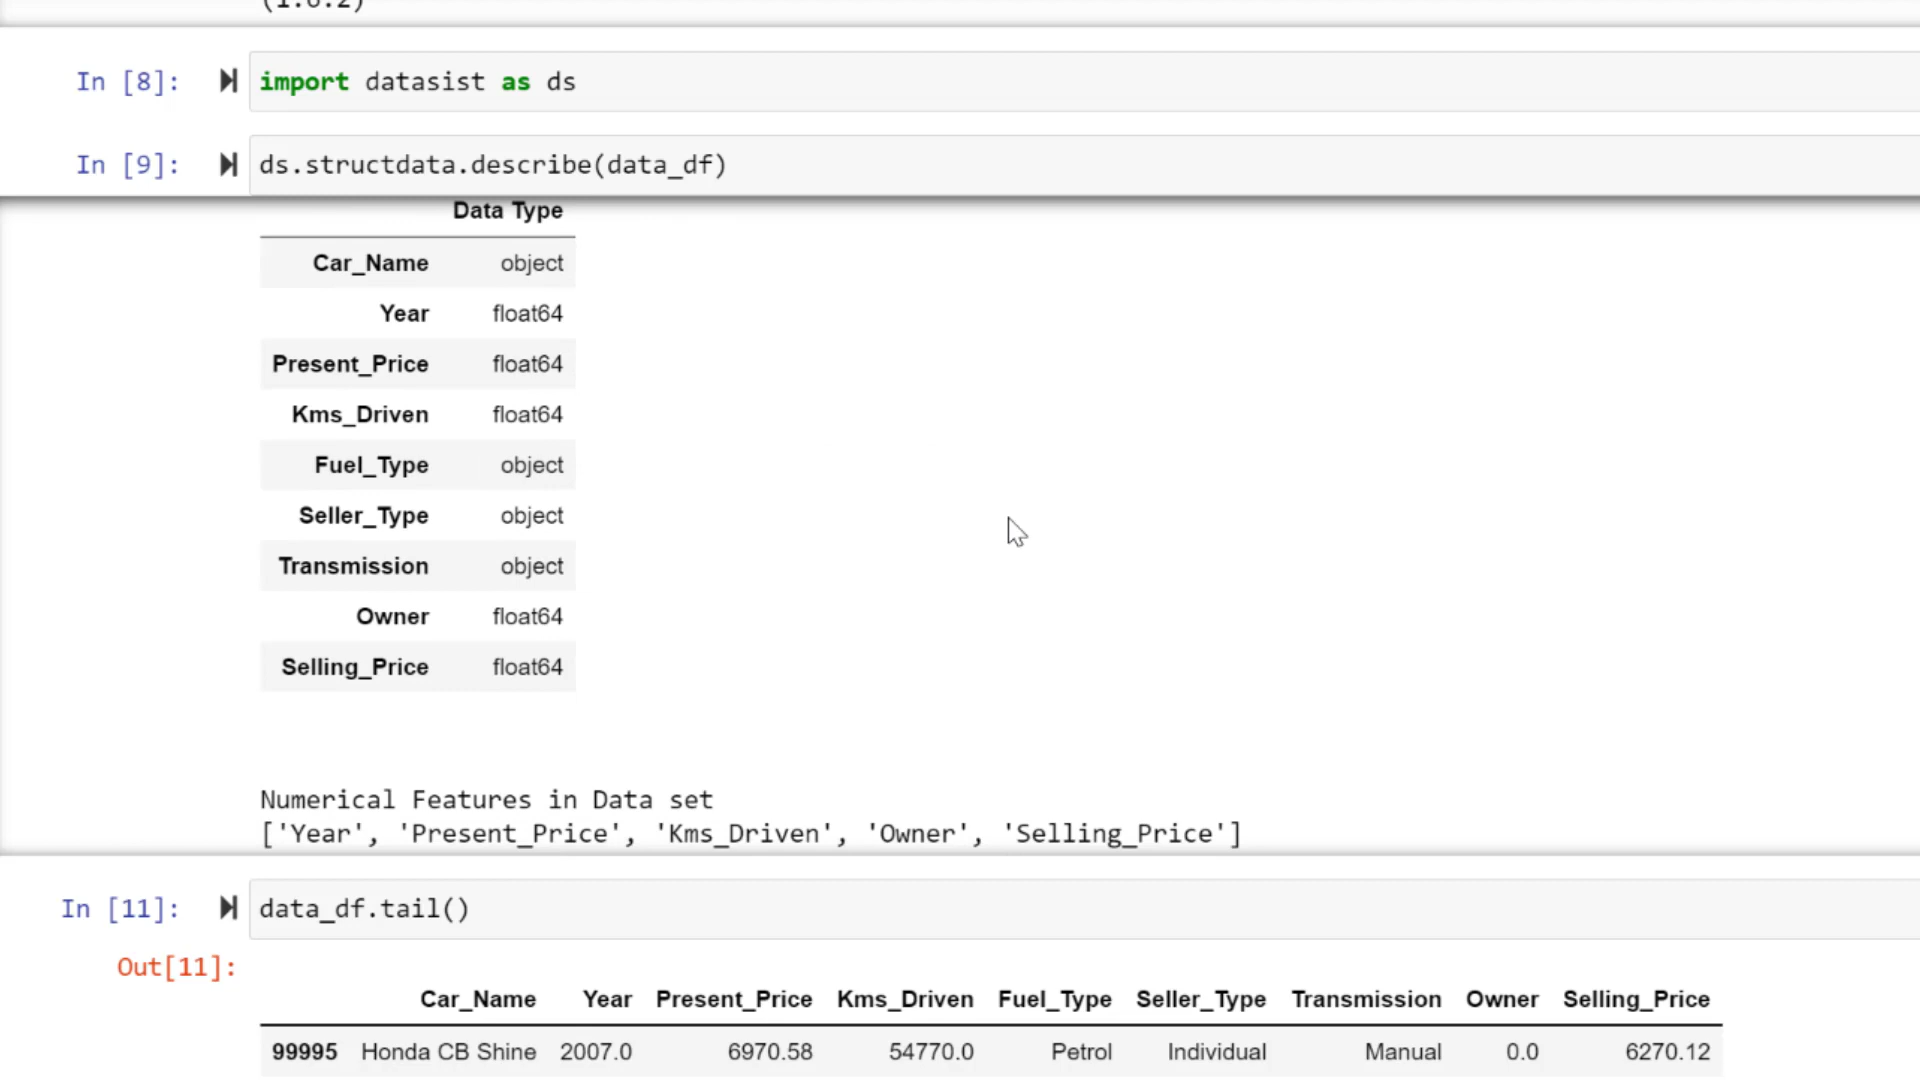 In [8]: import datasist as ds
In [9]: ds.structdata.describe(data_df)
Data Type
Car_Name object
Year float64
Present_Price float64
Kms_Driven float64
Fuel_Type object
Seller_Type object
Transmission object
Owner float64
Selling_Price float64
Numerical Features in Data set
['Year', 'Present_Price', 'Kms_Driven', 'Owner', 'Selling_Price']
In [11]: data_df.tail()
Out[11]:
Car_Name Year Present_Price Kms_Driven Fuel_Type Seller_Type Transmission Owner Selling_Price
99995 Honda CB Shine 2007.0 6970.58 54770.0 Petrol Individual Manual 0.0 6270.12